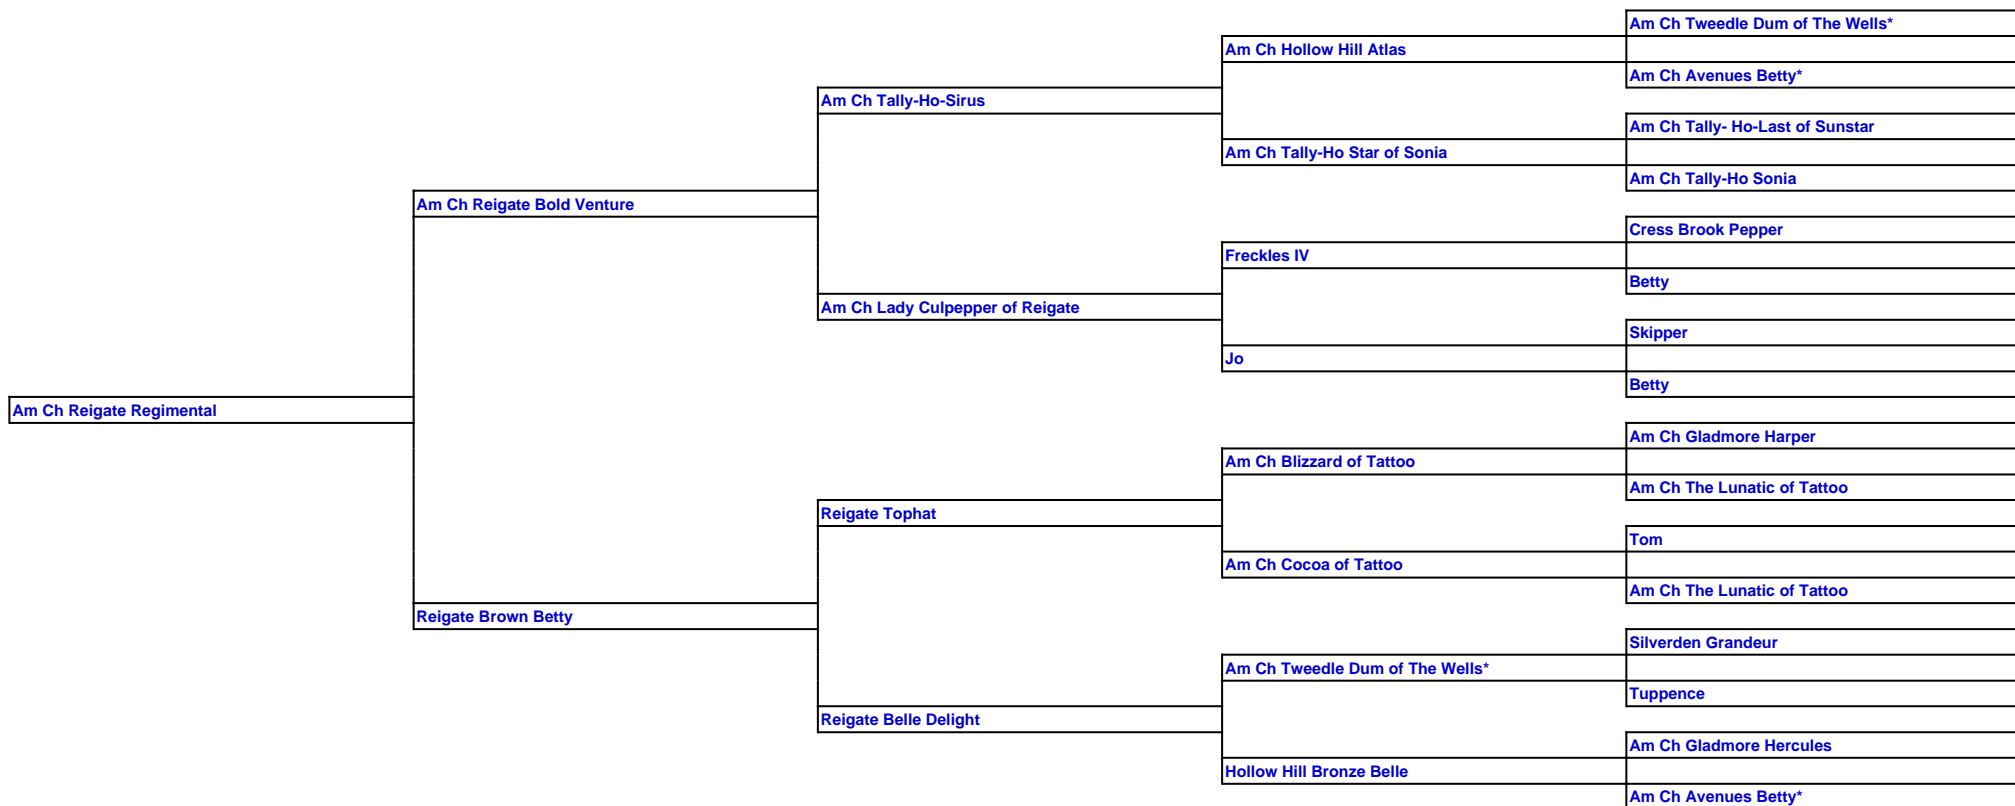 Am Ch Tweedle Dum of The Wells*
Am Ch Hollow Hill Atlas
Am Ch Avenues Betty*
Am Ch Tally-Ho-Sirus
Am Ch Tally- Ho-Last of Sunstar
Am Ch Tally-Ho Star of Sonia
Am Ch Tally-Ho Sonia
Am Ch Reigate Bold Venture
Cress Brook Pepper
Freckles IV
Betty
Am Ch Lady Culpepper of Reigate
Skipper
Jo
Betty
Am Ch Reigate Regimental
Am Ch Gladmore Harper
Am Ch Blizzard of Tattoo
Am Ch The Lunatic of Tattoo
Reigate Tophat
Tom
Am Ch Cocoa of Tattoo
Am Ch The Lunatic of Tattoo
Reigate Brown Betty
Silverden Grandeur
Am Ch Tweedle Dum of The Wells*
Tuppence
Reigate Belle Delight
Am Ch Gladmore Hercules
Hollow Hill Bronze Belle
Am Ch Avenues Betty*